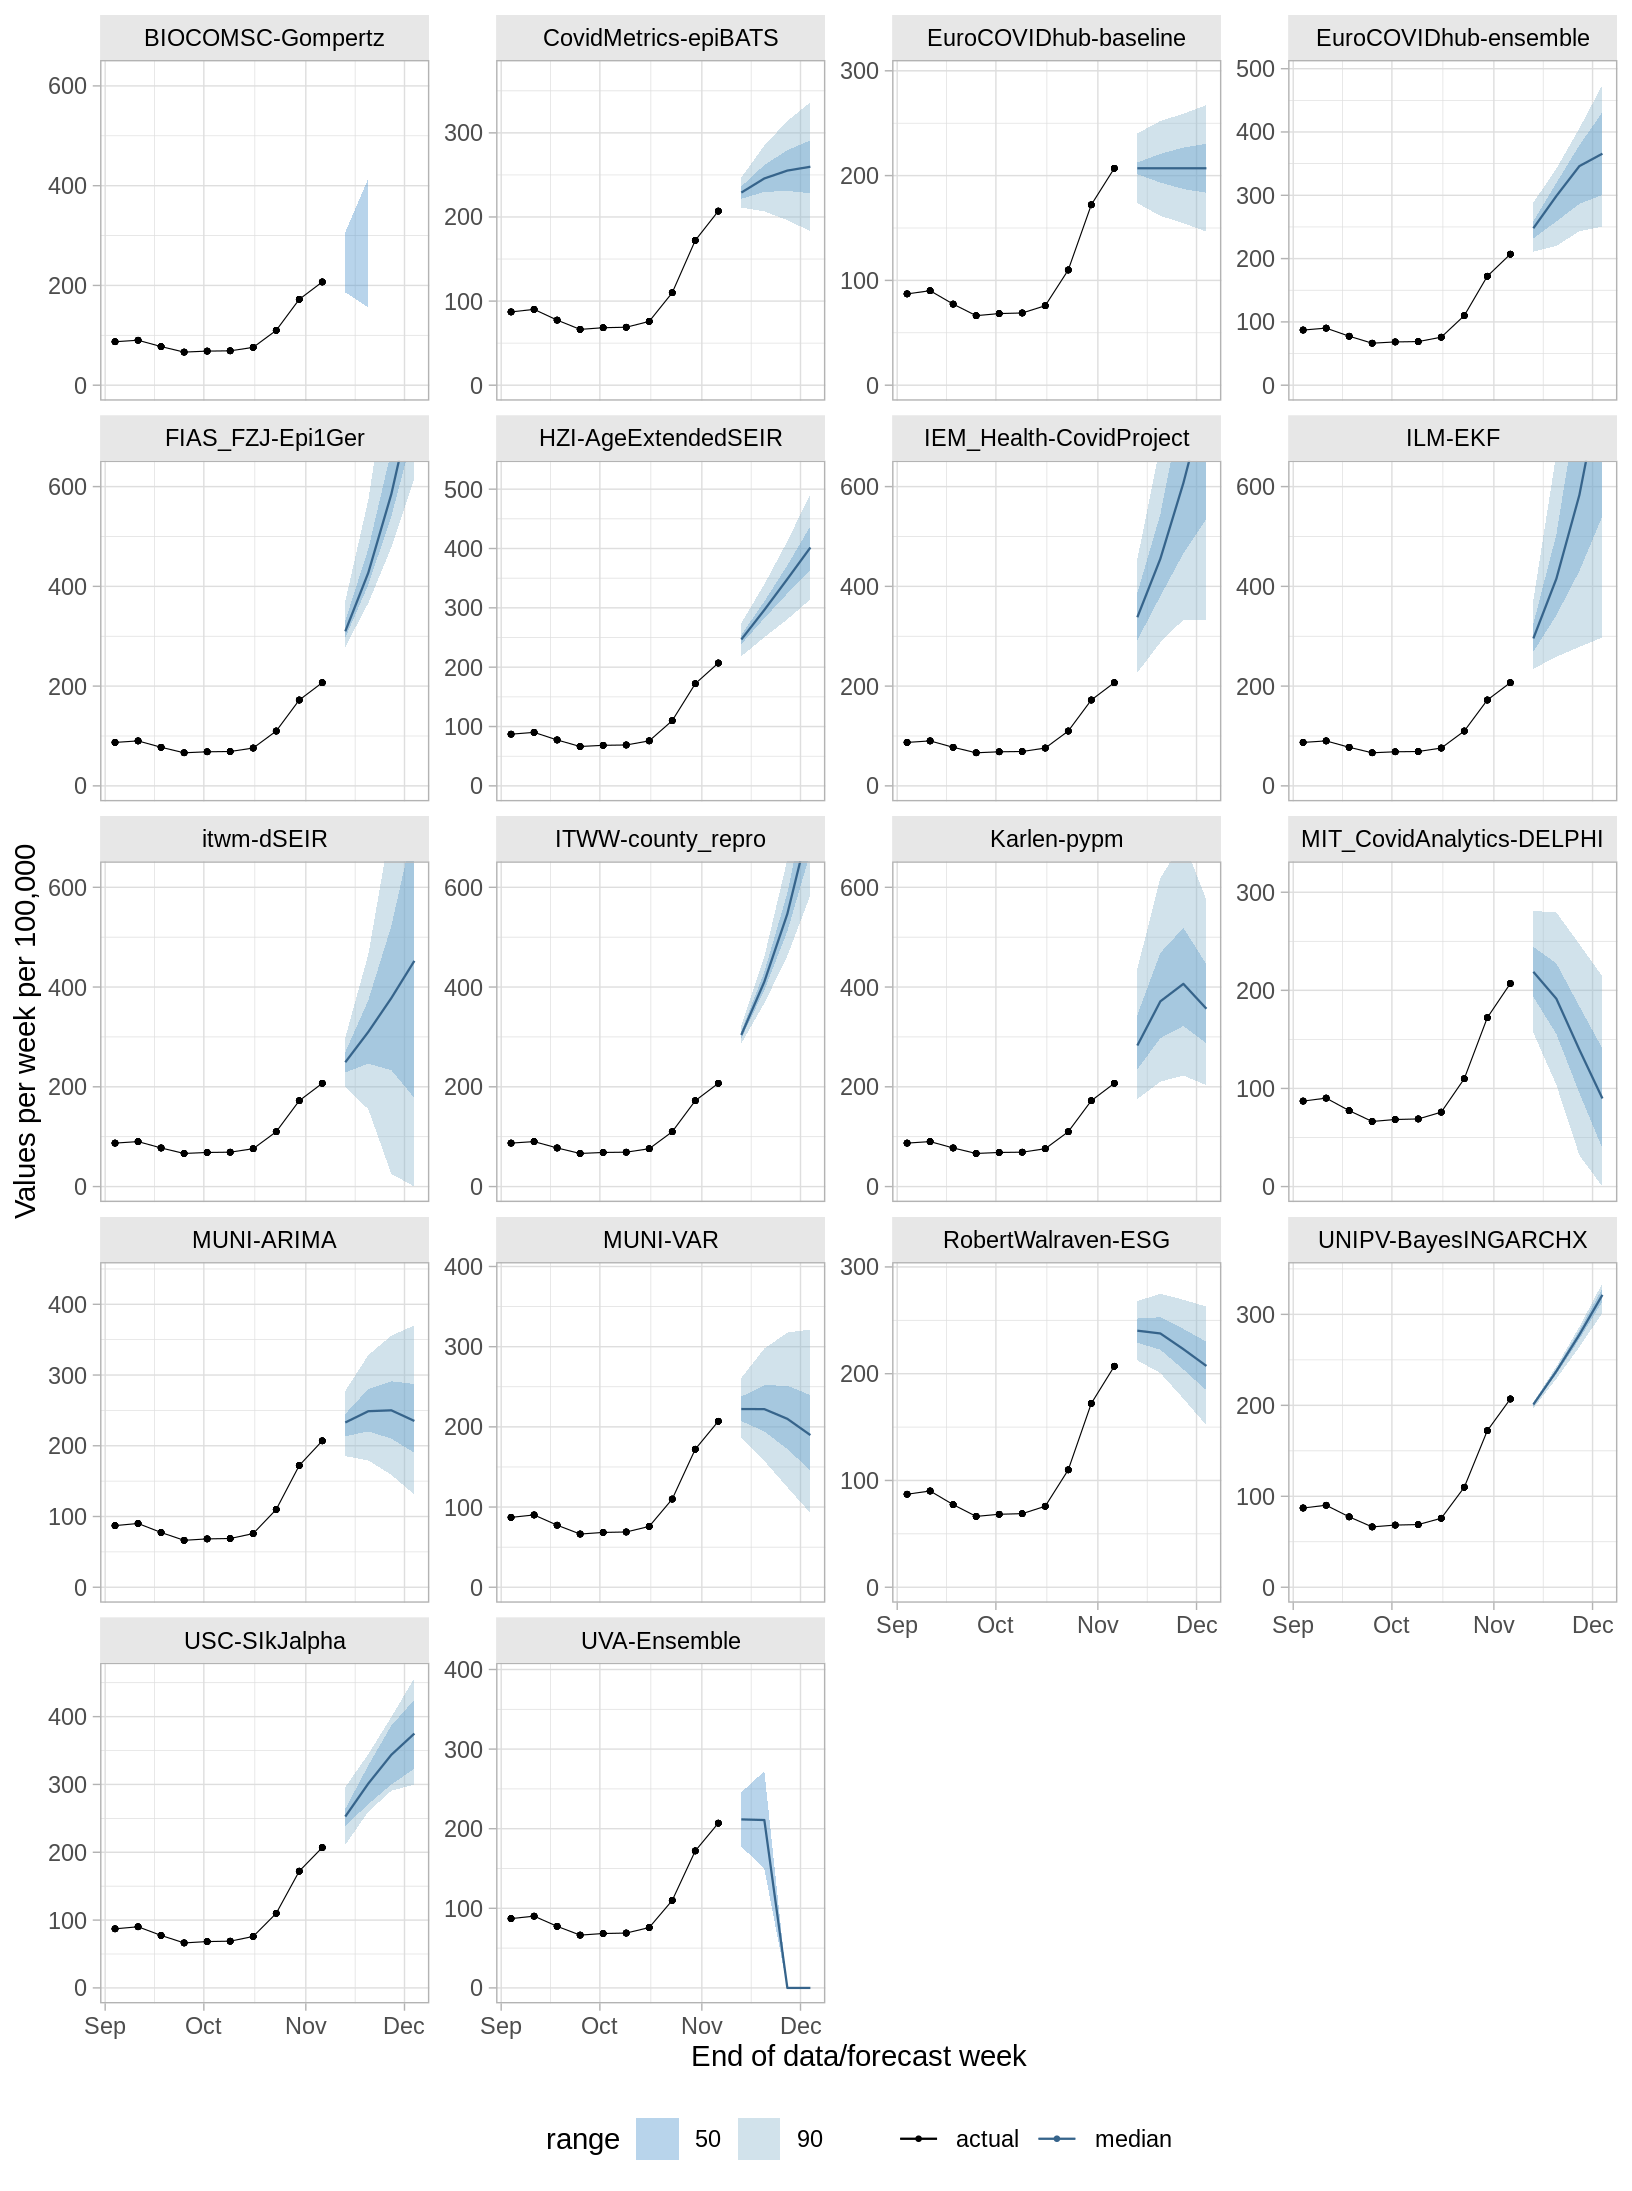 BIOCOMSC-Gompertz CovidMetrics-epiBATS EuroCOVIDhub-baseline EuroCOVIDhub-ensemble
600 400 200 0
300 200 100 0
300 200 100 0
500 400 300 200 100 0
FIAS_FZJ-Epi1Ger HZI-AgeExtendedSEIR IEM_Health-CovidProject ILM-EKF
600 400 200 0
500 400 300 200 100 0
600 400 200 0
600 400 200 0
Values per week per 100,000
itwm-dSEIR ITWW-county_repro Karlen-pypm MIT_CovidAnalytics-DELPHI
600 400 200 0
600 400 200 0
600 400 200 0
300 200 100 0
MUNI-ARIMA MUNI-VAR RobertWalraven-ESG UNIPV-BayesINGARCHX
400 300 200 100 0
400 300 200 100 0
300 200 100 0
300 200 100 0
Sep Oct Nov Dec Sep Oct Nov Dec
USC-SIkJalpha UVA-Ensemble
400 300 200 100 0
400 300 200 100 0
Sep Oct Nov Dec Sep Oct Nov Dec
End of data/forecast week
range 50 90 actual median